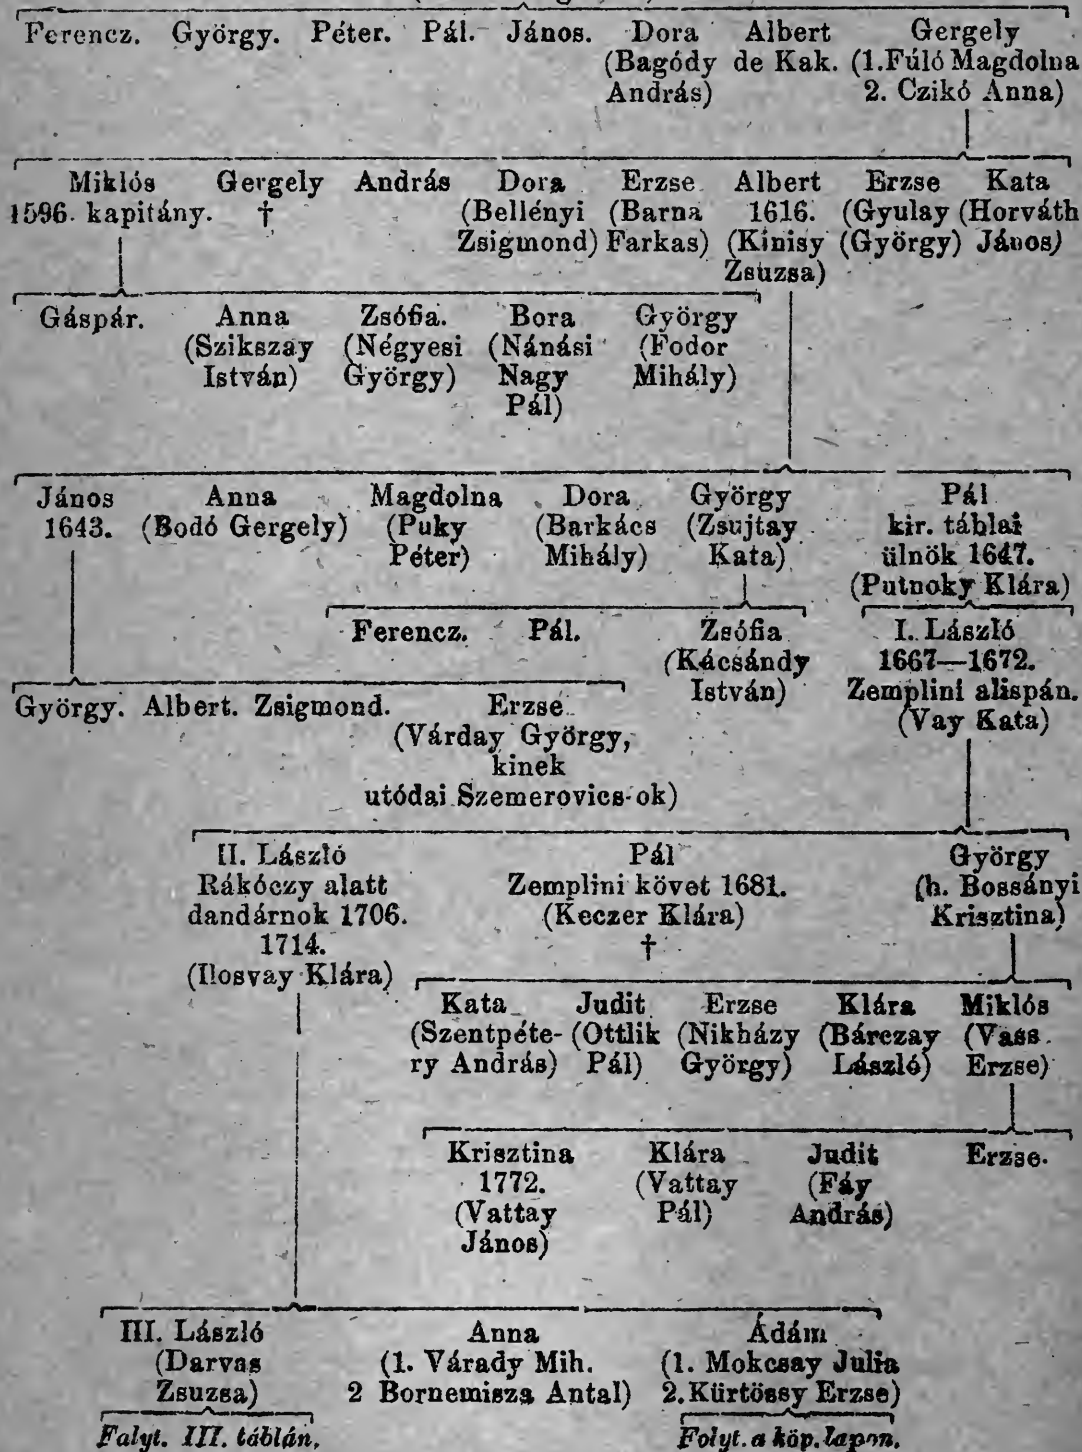 Ferencz. György. Péter. Pál. János. Dora Albert Gergely
(Bagódy de Kak. (1. Fúló Magdolna
András) 2. Czikó Anna)
Miklós Gergely András Dora Erzse Albert Erzse Kata
1596. kapitány. † (Bellényi (Barna 1616. (Gyulay (Horváth
Zsigmond) Farkas) (Kinisy (György) János)
Zsuzsa)
Gáspár. Anna Zsófia. Bora György
(Szikszay (Négyesi (Nánási (Fodor
István) György) Nagy Mihály)
Pál)
János Anna Magdolna Dora György Pál
1643. (Bodó Gergely) (Puky (Barkács (Zsujtay kir. táblai
Péter) Mihály) Kata) ülnök 1647.
(Putnoky Klára)
Ferencz. Pál. Zsófia I. László
(Kácsándy 1667—1672.
István) Zemplini alispán.
(Vay Kata)
György. Albert. Zsigmond. Erzse
(Várday György,
kinek
utódai Szemerovics-ok)
II. László Pál György
Rákóczy alatt Zemplini követ 1681. (h. Bossányi
dandárnok 1706. (Keczer Klára) Krisztina)
1714. †
(Ilosvay Klára)
Kata Judit Erzse Klára Miklós
(Szentpéte- (Ottlik (Nikházy (Bárczay (Vass
ry András) Pál) György) László) Erzse)
Krisztina Klára Judit Erzse.
1772. (Vattay (Fáy
(Vattay Pál) András)
János)
III. László Anna Ádám
(Darvas (1. Várady Mih. (1. Mokcsay Julia
Zsuzsa) 2 Bornemisza Antal) 2. Kürtössy Erzse)
Falyt. III. táblán. Folyt. a köp. lapon.